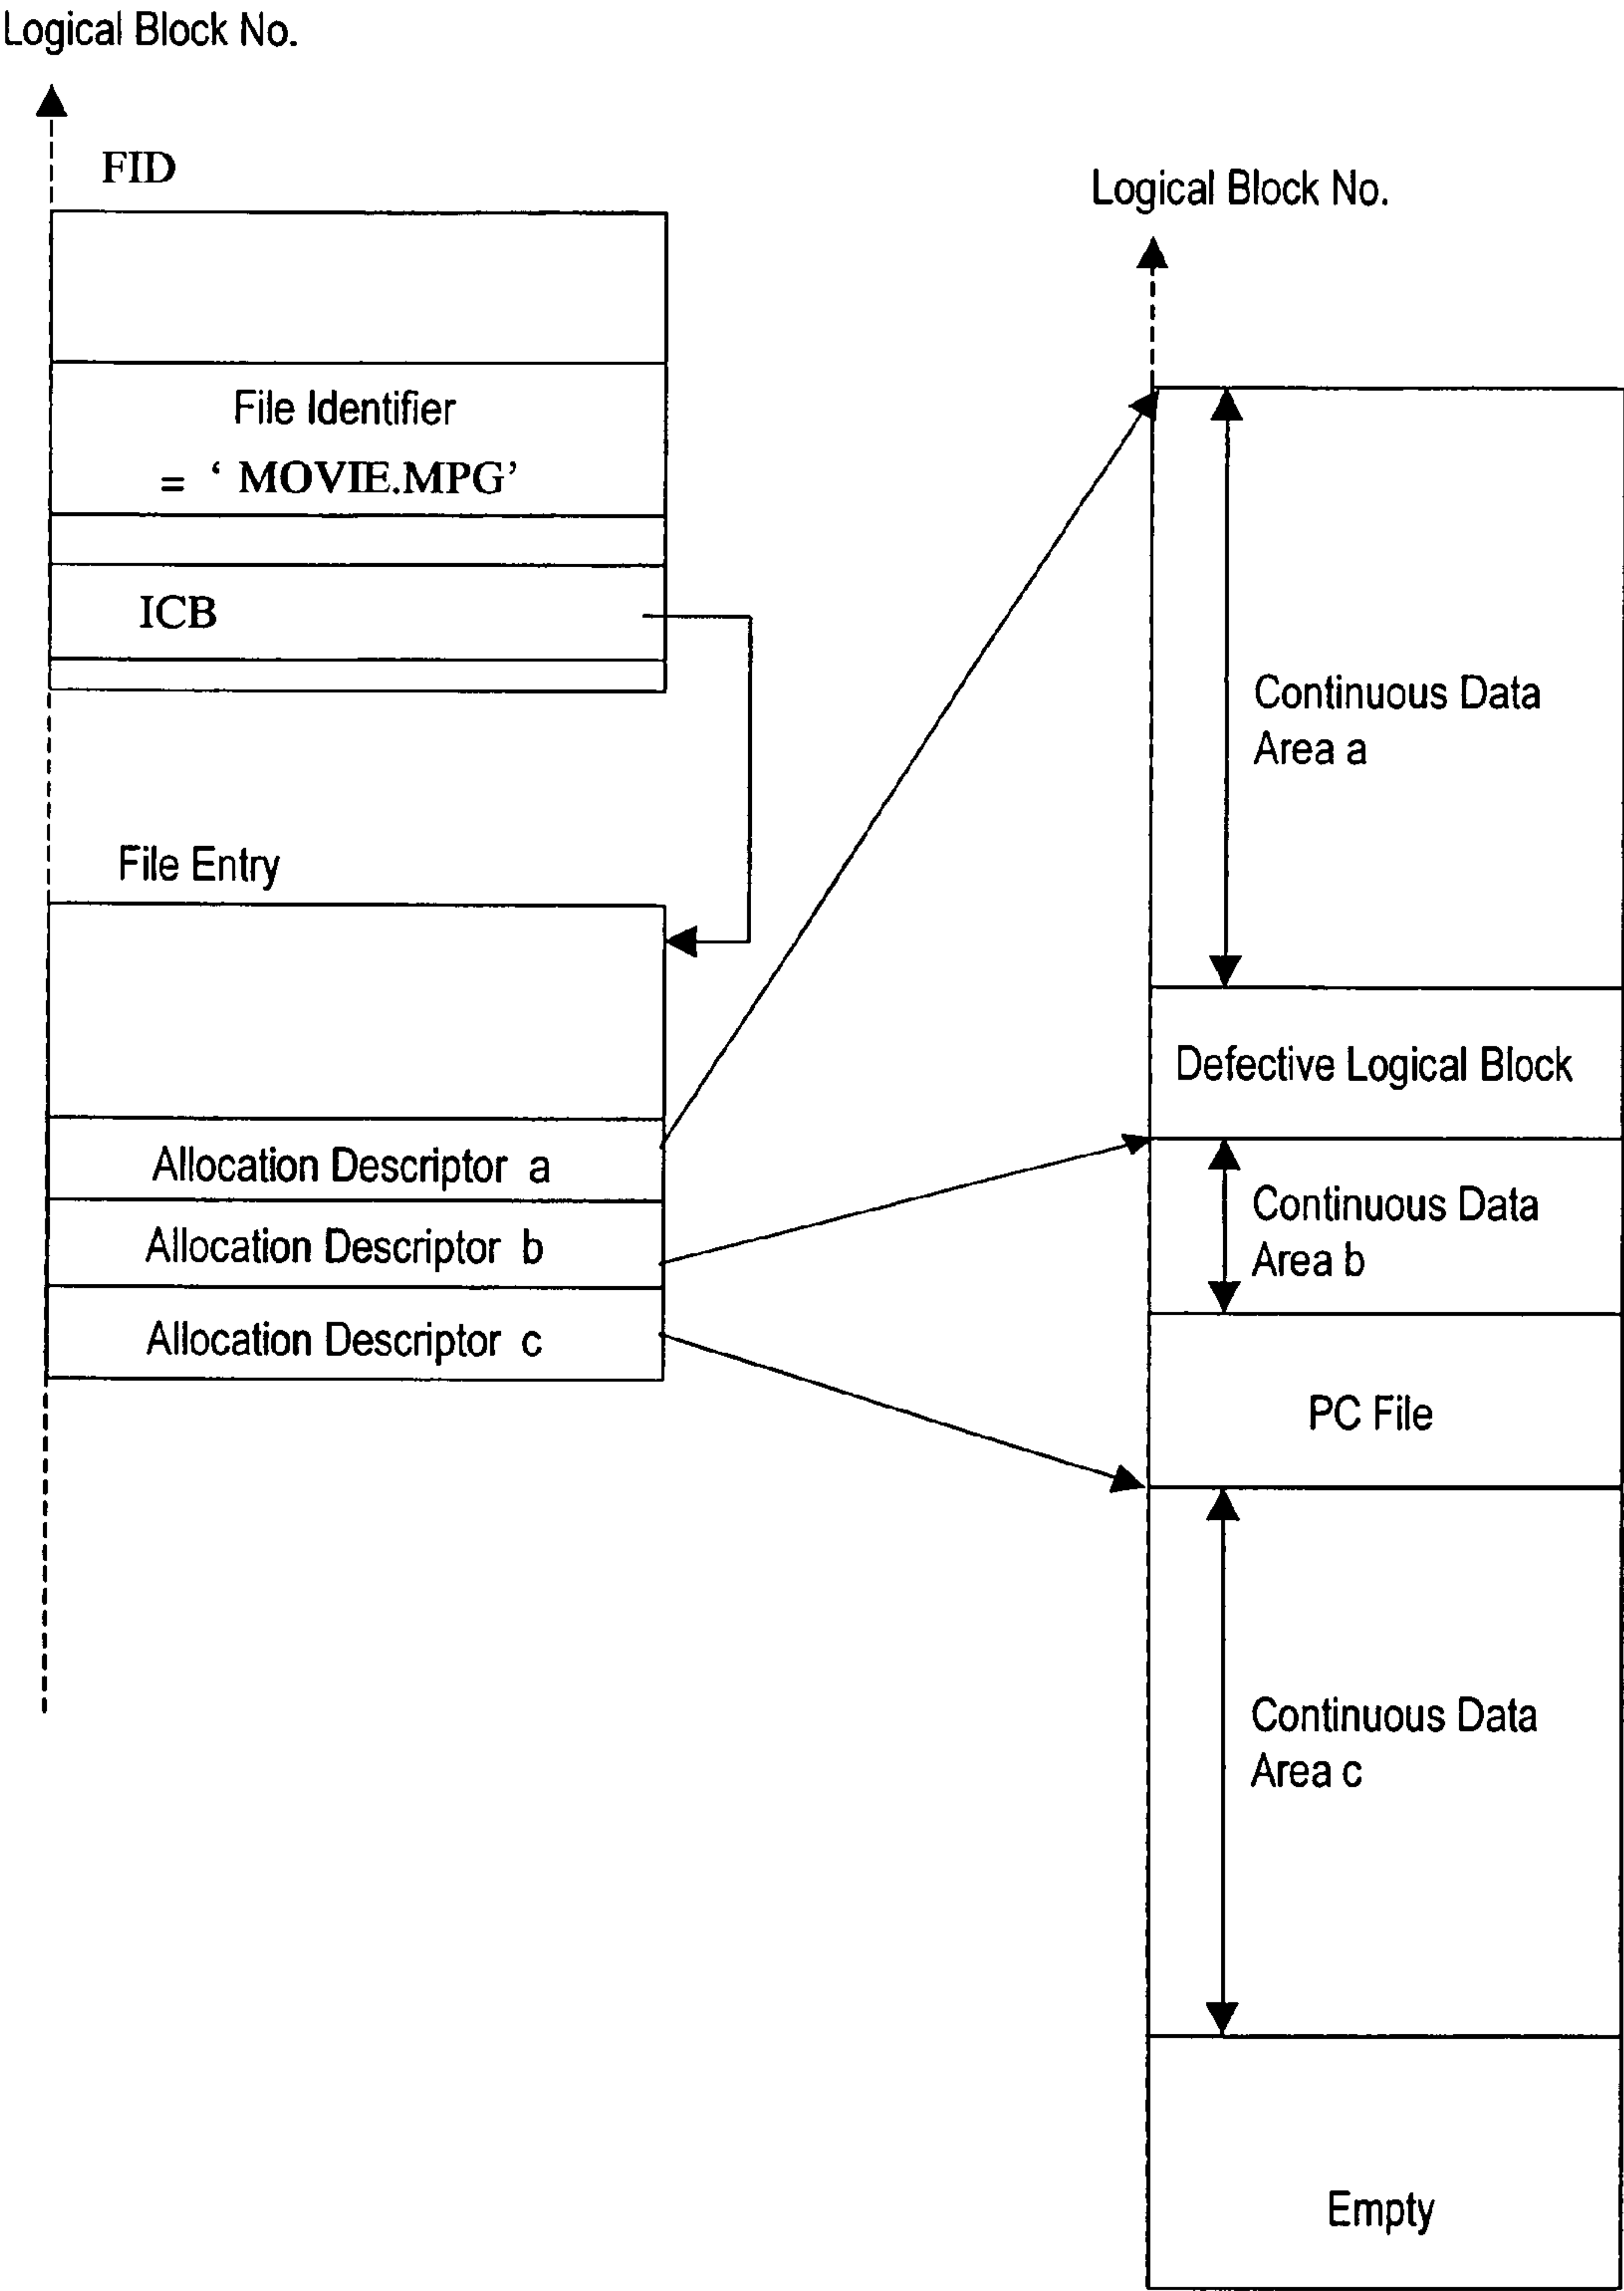 Logical Block No.
FID
File Identifier
= ‘ MOVIE.MPG’
ICB
File Entry
Allocation Descriptor a
Allocation Descriptor b
Allocation Descriptor c
Logical Block No.
Continuous Data
Area a
Defective Logical Block
Continuous Data
Area b
PC File
Continuous Data
Area c
Empty